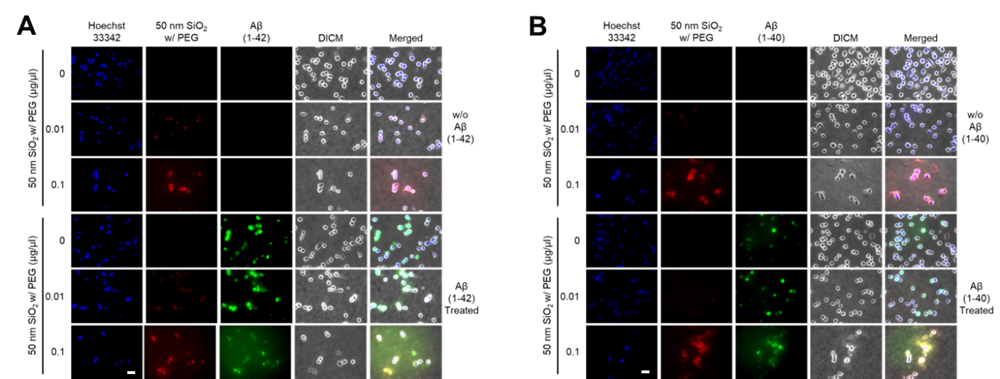 A
Hoechst 33342
50 nm SiO₂ w/ PEG
Aβ (1-42)
DICM
Merged
50 nm SiO₂ w/ PEG (μg/μl)
0
0.01
0.1
w/o Aβ (1-42)
50 nm SiO₂ w/ PEG (μg/μl)
0
0.01
0.1
Aβ (1-42) Treated
B
Hoechst 33342
50 nm SiO₂ w/ PEG
Aβ (1-40)
DICM
Merged
50 nm SiO₂ w/ PEG (μg/μl)
0
0.01
0.1
w/o Aβ (1-40)
50 nm SiO₂ w/ PEG (μg/μl)
0
0.01
0.1
Aβ (1-40) Treated